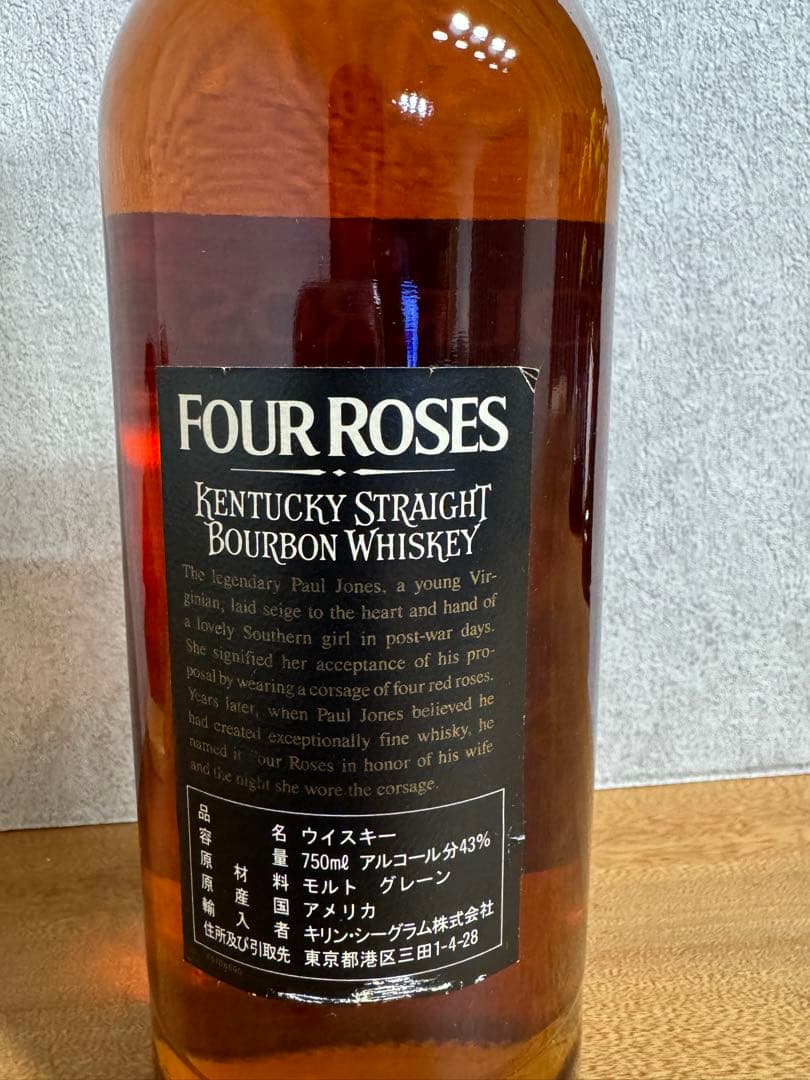 FOUR ROSES
KENTUCKY STRAIGHT
BOURBON WHISKEY
The legendary Paul Jones, a young Vir-
ginian, laid seige to the heart and hand of
a lovely Southern girl in post-war days.
She signified her acceptance of his pro-
posal by wearing a corsage of four red roses.
Years later, when Paul Jones believed he
had created exceptionally fine whisky, he
named it our Roses in honor of his wife
and the night she wore the corsage.
品名 ウイスキー
容量 750ml アルコール分43%
原材料 モルト グレーン
原産国 アメリカ
輸入者 キリン・シーグラム株式会社
住所及び引取先 東京都港区三田1-4-28